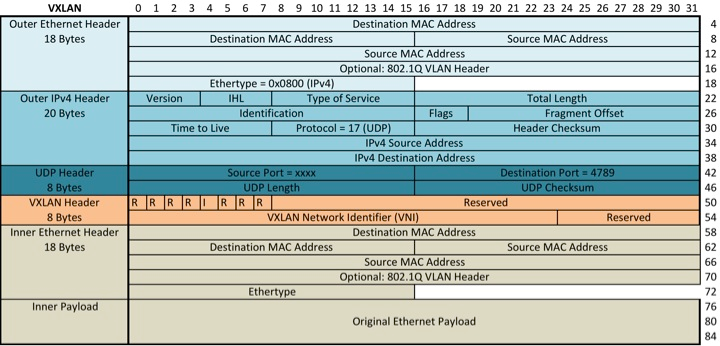 VXLAN 0 1 2 3 4 5 6 7 8 9 10 11 12 13 14 15 16 17 18 19 20 21 22 23 24 25 26 27 28 29 30 31
Outer Ethernet Header Destination MAC Address 4
18 Bytes Destination MAC Address Source MAC Address 8
Source MAC Address 12
Optional: 802.1Q VLAN Header 16
Ethertype = 0x0800 (IPv4) 18
Outer IPv4 Header Version IHL Type of Service Total Length 22
20 Bytes Identification Flags Fragment Offset 26
Time to Live Protocol = 17 (UDP) Header Checksum 30
IPv4 Source Address 34
IPv4 Destination Address 38
UDP Header Source Port = xxxx Destination Port = 4789 42
8 Bytes UDP Length UDP Checksum 46
VXLAN Header R R R R I R R R Reserved 50
8 Bytes VXLAN Network Identifier (VNI) Reserved 54
Inner Ethernet Header Destination MAC Address 58
18 Bytes Destination MAC Address Source MAC Address 62
Source MAC Address 66
Optional: 802.1Q VLAN Header 70
Ethertype 72
Inner Payload 76
Original Ethernet Payload 80
84